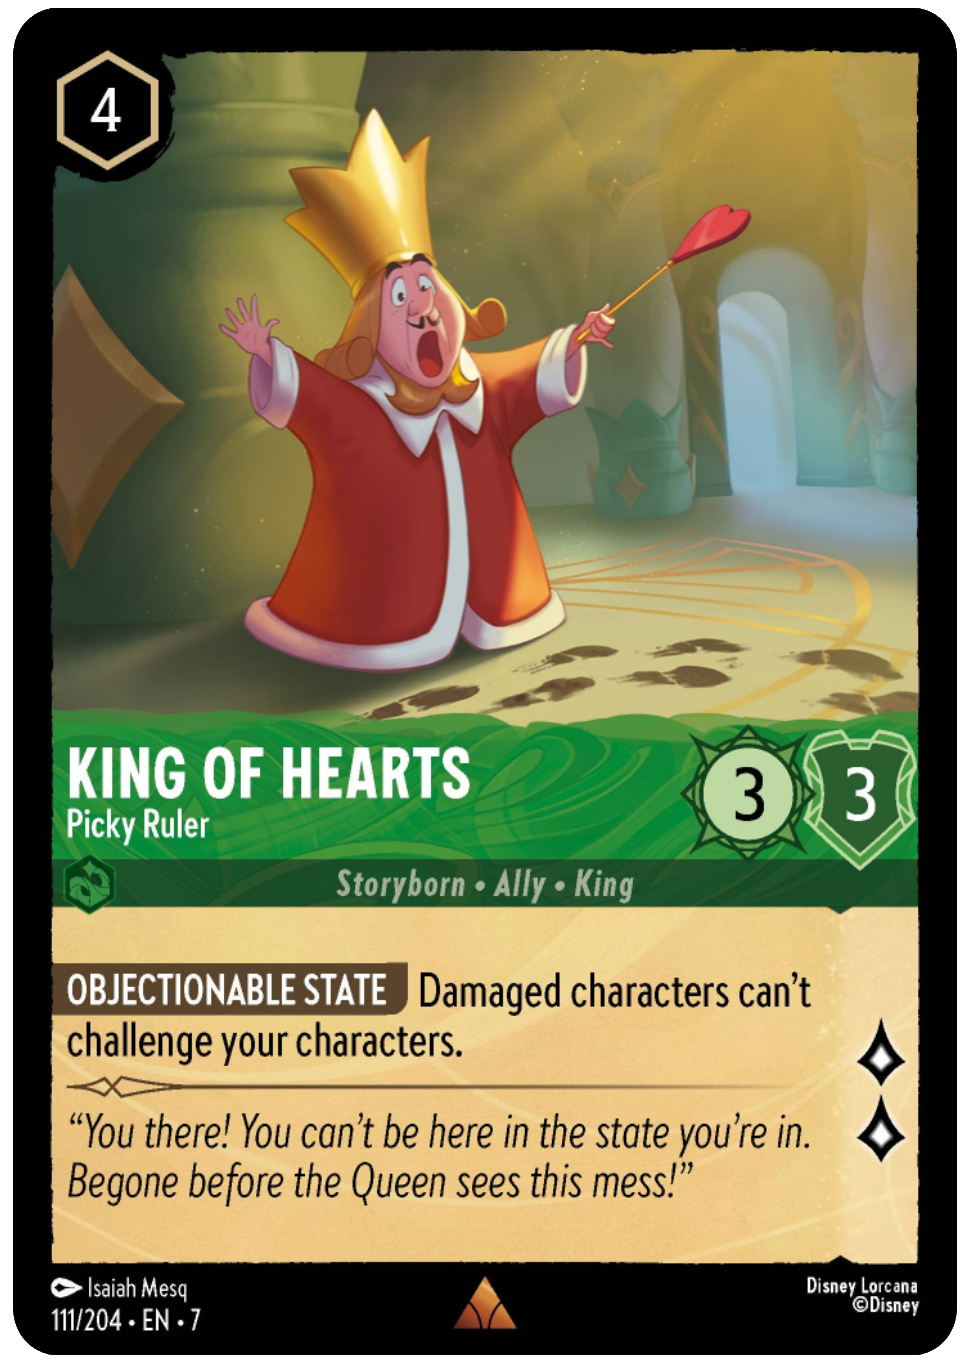 4
KING OF HEARTS
Picky Ruler
3
3
Storyborn • Ally • King
OBJECTIONABLE STATE Damaged characters can't
challenge your characters.
“You there! You can't be here in the state you're in.
Begone before the Queen sees this mess!”
Isaiah Mesq
111/204 • EN • 7
Disney Lorcana
©Disney